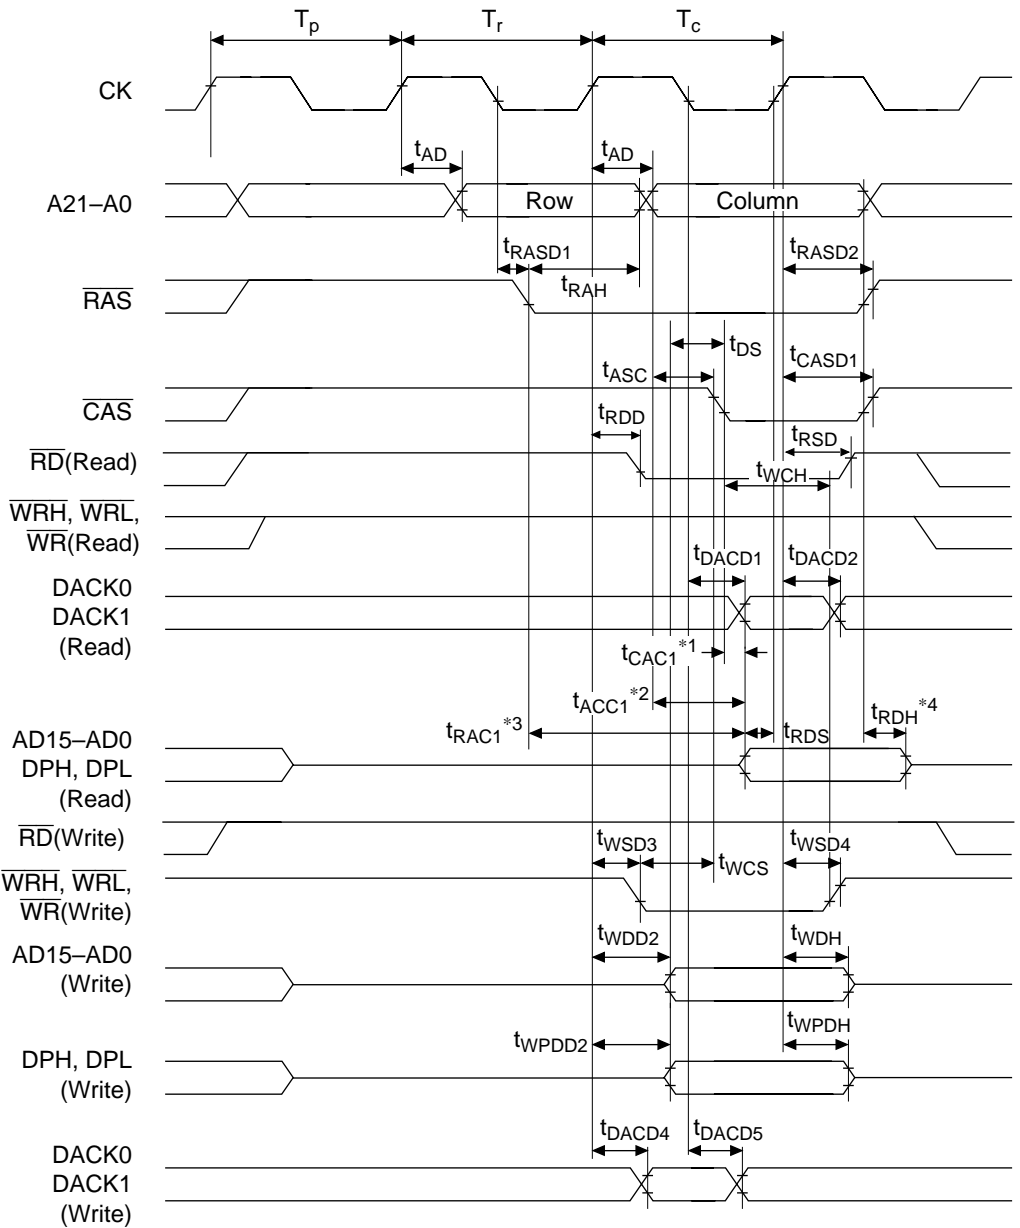 Tp Tr Tc
CK
tAD tAD
A21–A0 Row Column
tRASD1 tRASD2
tRAH
RAS
tDS
tASC tCASD1
CAS
tRDD tRSD
RD(Read)
tWCH
WRH, WRL,
WR(Read)
tDACD1 tDACD2
DACK0
DACK1
(Read)
tCAC1*1
tACC1*2
tRAC1*3 tRDS tRDH*4
AD15–AD0
DPH, DPL
(Read)
RD(Write)
tWSD3 tWCS tWSD4
WRH, WRL,
WR(Write)
tWDD2 tWDH
AD15–AD0
(Write)
tWPDD2 tWPDH
DPH, DPL
(Write)
tDACD4 tDACD5
DACK0
DACK1
(Write)